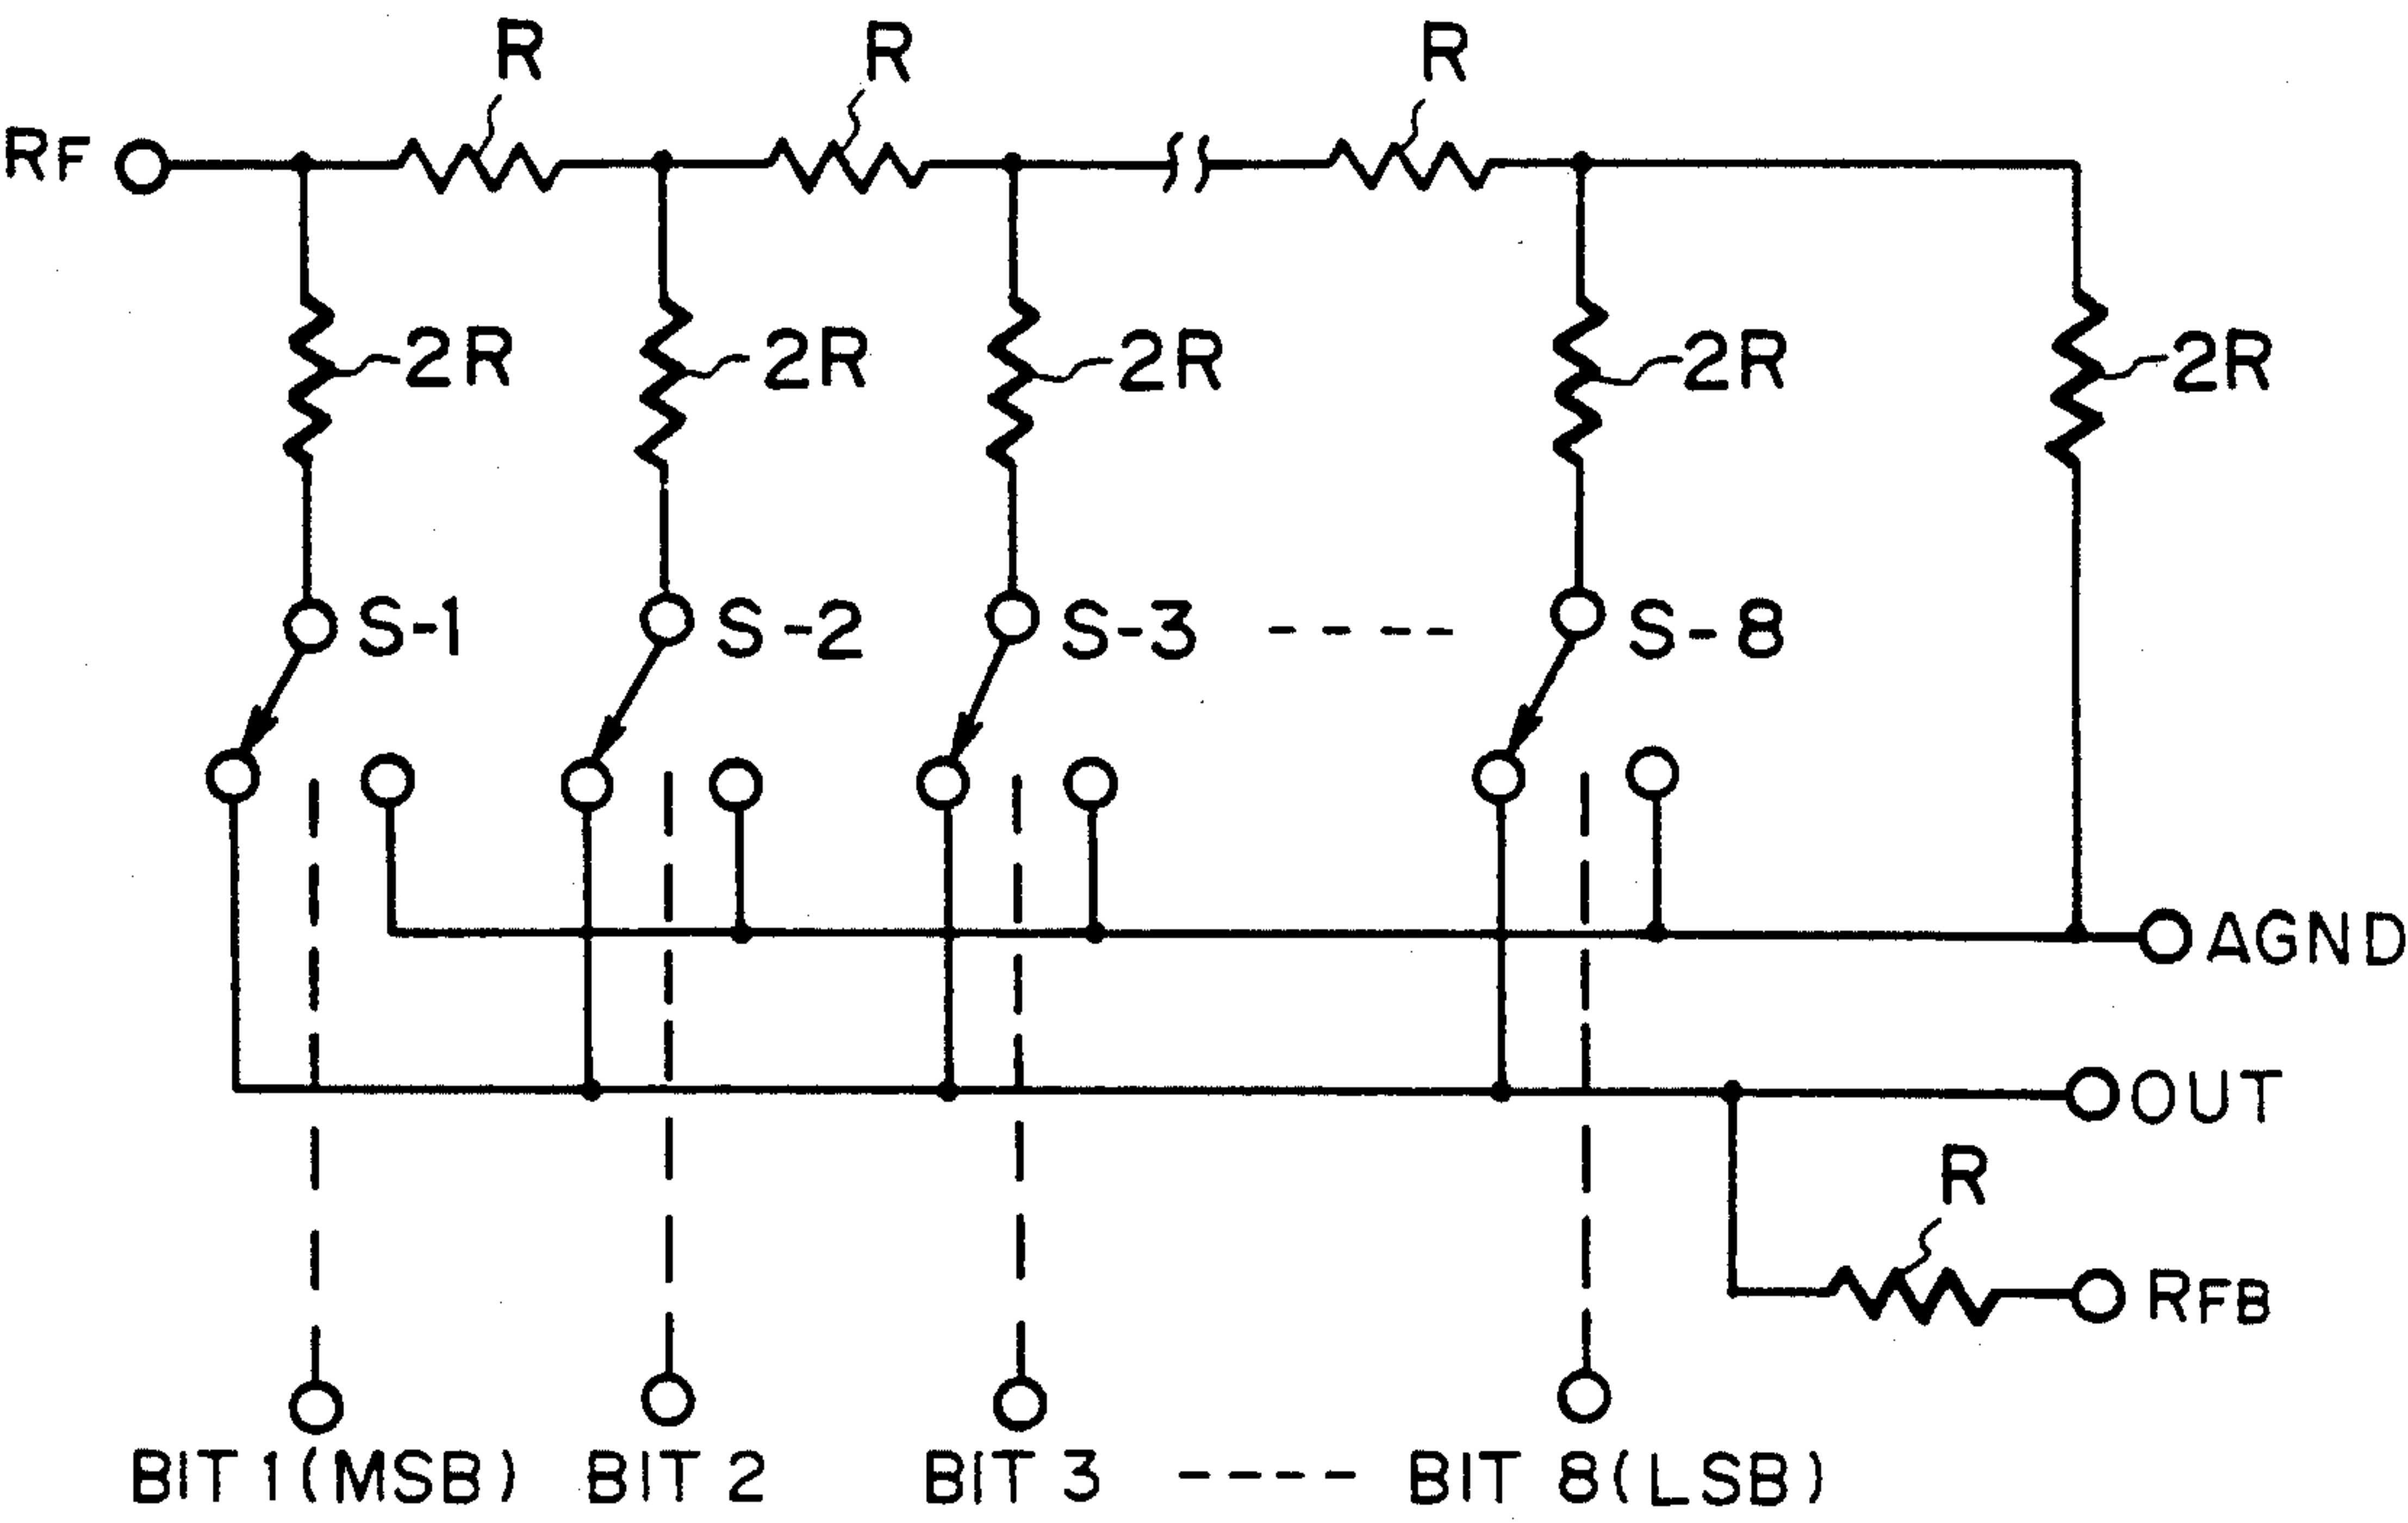 R R R
RF
2R 2R 2R 2R 2R
S-1 S-2 S-3 ---- S-8
AGND
OUT
R
RFB
BIT 1(MSB) BIT 2 BIT 3 ---- BIT 8(LSB)